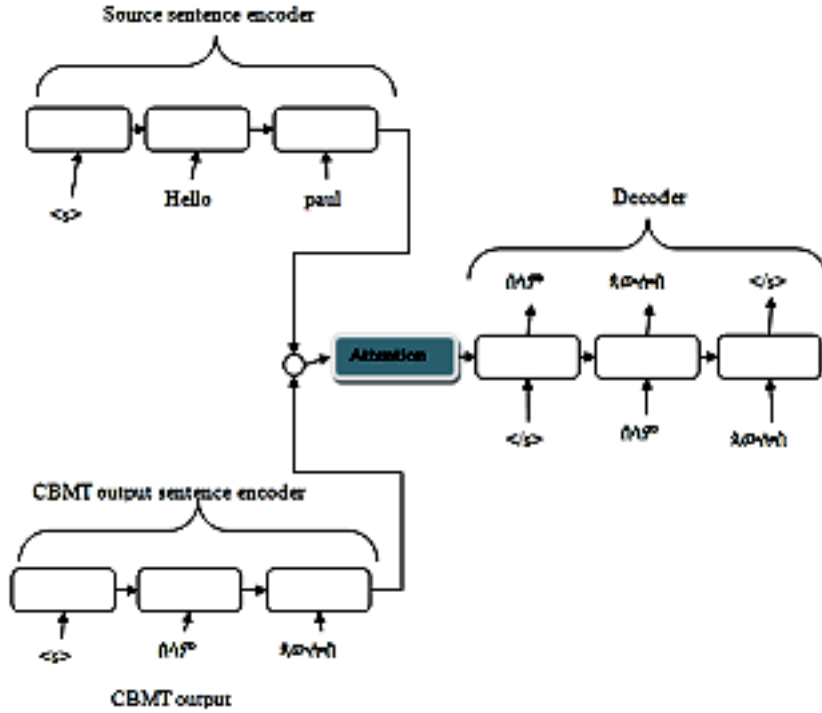 Source sentence encoder
<s>
Hello
paul
Decoder
</s>
Attention
</s>
CBMT output sentence encoder
<s>
CBMT output